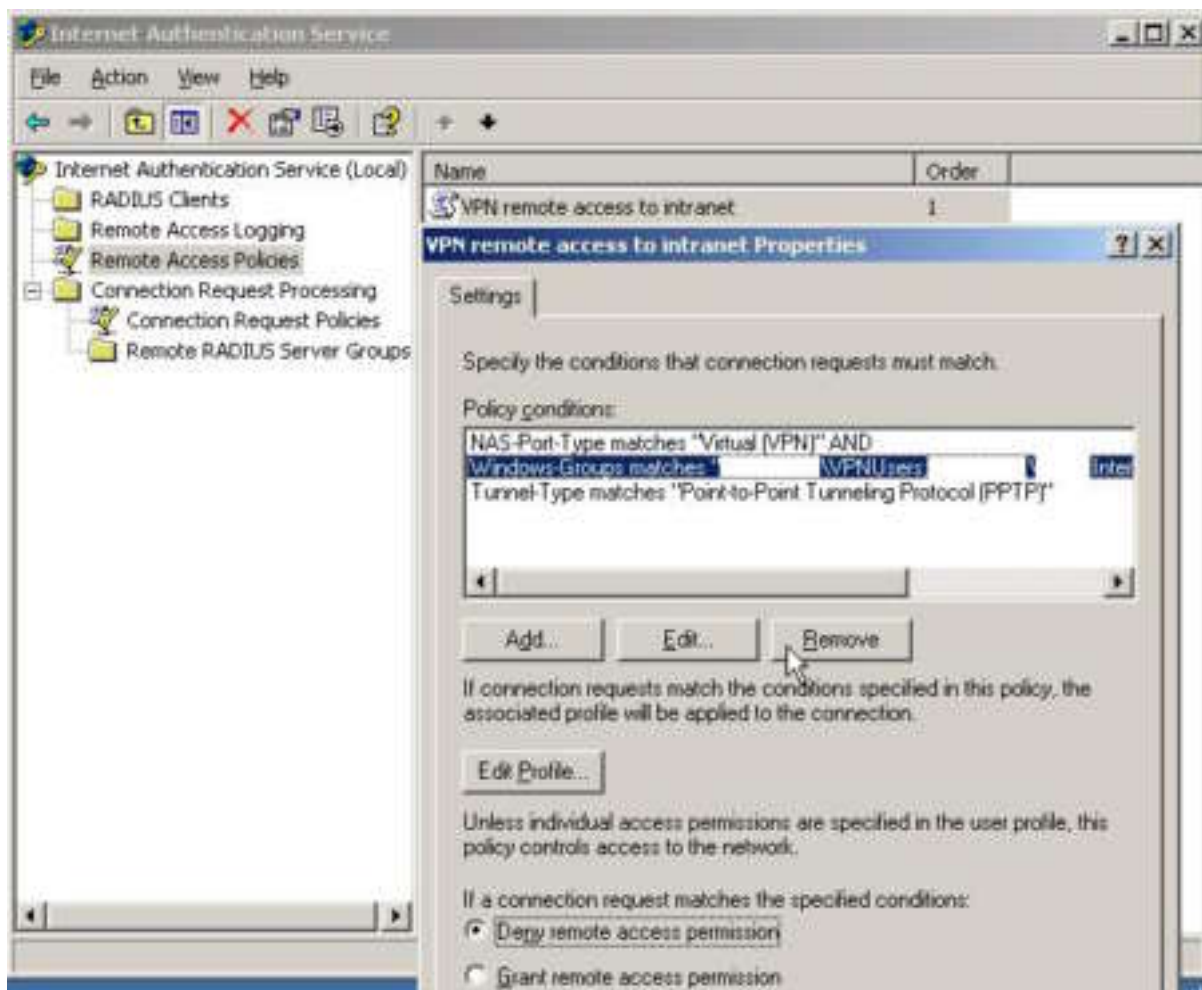 Internet Authentication Service
File Action View Help
Internet Authentication Service (Local)
RADIUS Clients
Remote Access Logging
Remote Access Policies
Connection Request Processing
Connection Request Policies
Remote RADIUS Server Groups
Name Order
VPN remote access to intranet 1
VPN remote access to intranet Properties
Settings
Specify the conditions that connection requests must match.
Policy conditions:
NAS-Port-Type matches "Virtual (VPN)" AND
Windows-Groups matches " \VPNUsers \ Inter
Tunnel-Type matches "Point-to-Point Tunneling Protocol (PPTP)"
Add... Edit... Remove
If connection requests match the conditions specified in this policy, the
associated profile will be applied to the connection.
Edit Profile...
Unless individual access permissions are specified in the user profile, this
policy controls access to the network.
If a connection request matches the specified conditions:
Deny remote access permission
Grant remote access permission